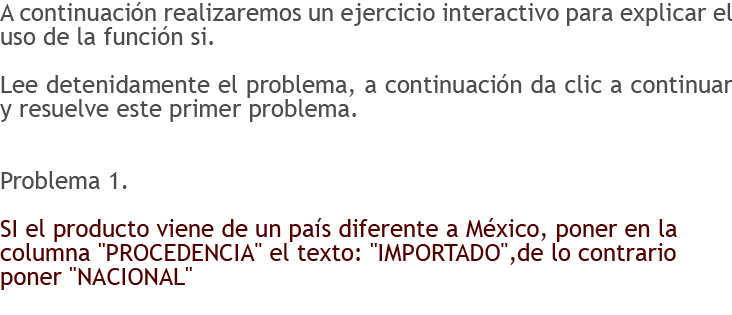 A continuación realizaremos un ejercicio interactivo para explicar el
uso de la función si.
Lee detenidamente el problema, a continuación da clic a continuar
y resuelve este primer problema.
Problema 1.
SI el producto viene de un país diferente a México, poner en la
columna "PROCEDENCIA" el texto: "IMPORTADO",de lo contrario
poner "NACIONAL"